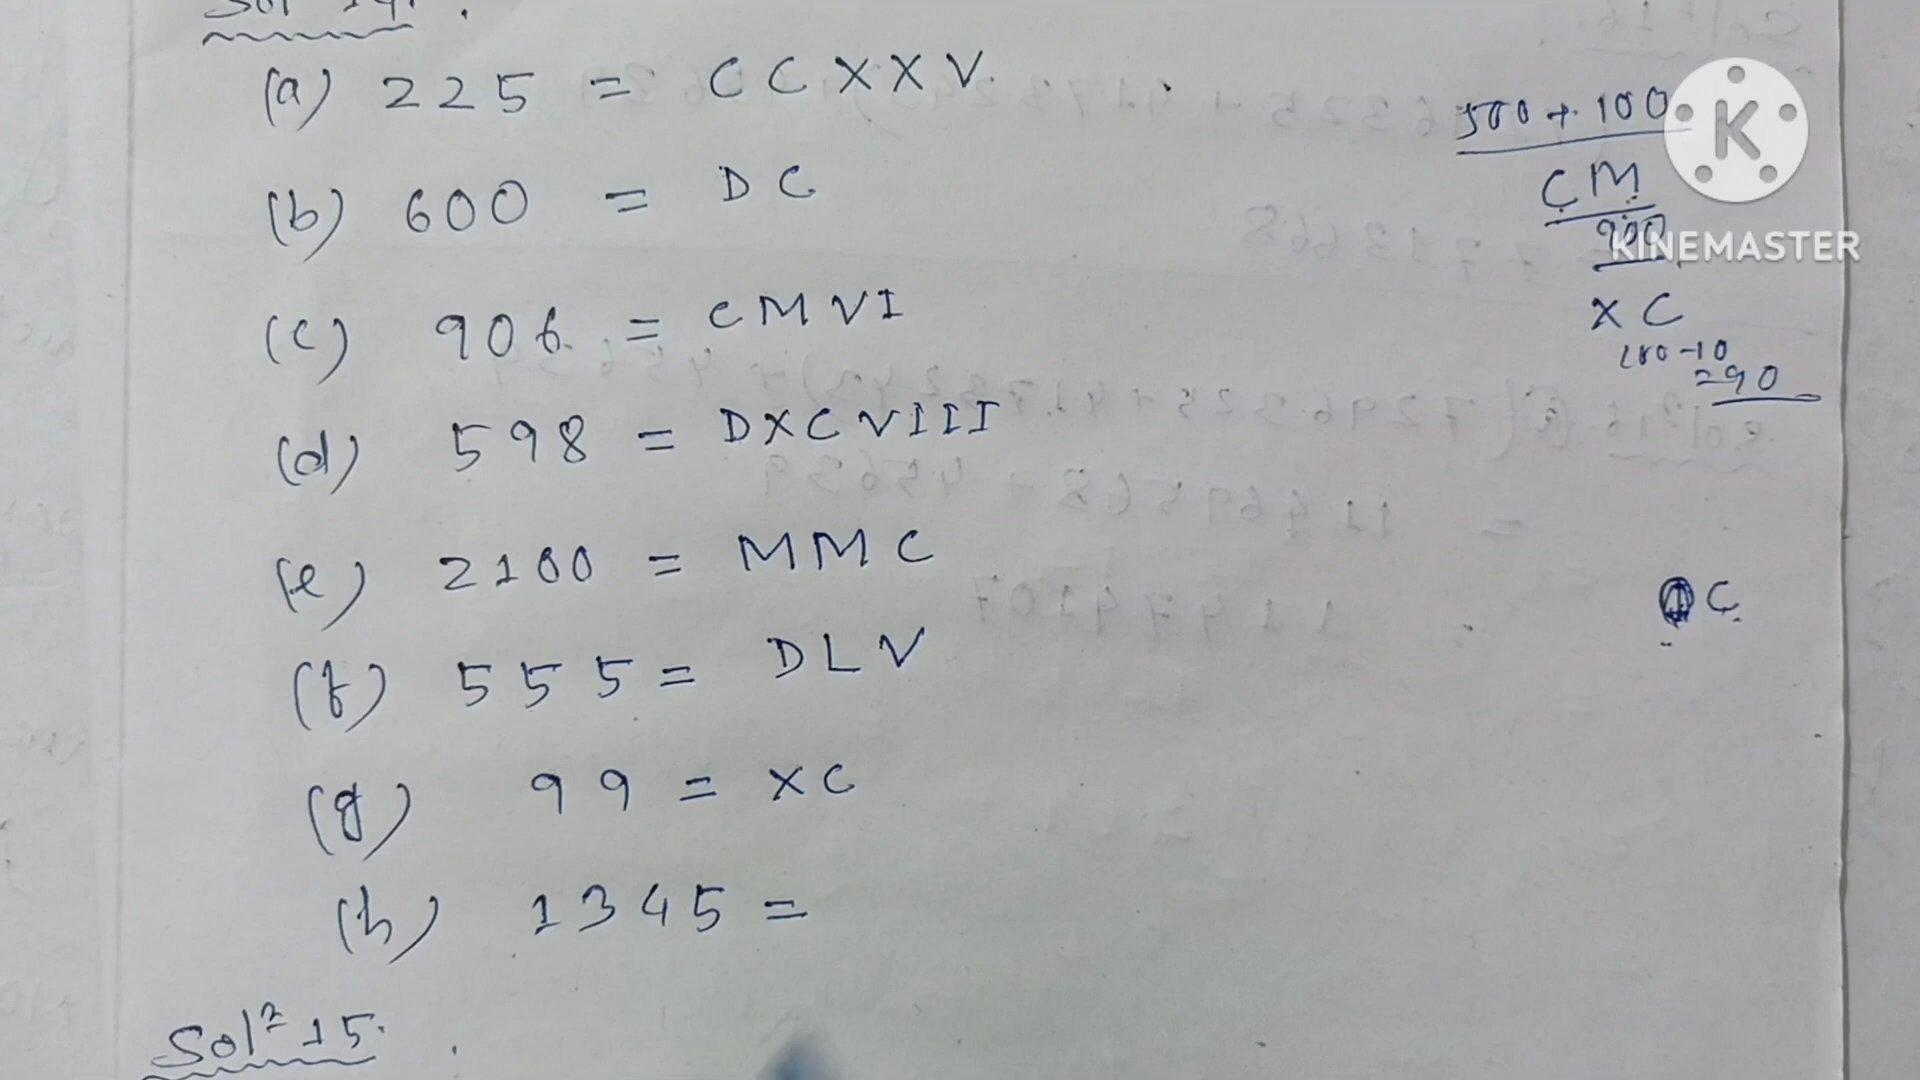 (a) 225 = CCXXV
(b) 600 = DC
(c) 906 = CMVI
(d) 598 = DXCVIII
(e) 2100 = MMC
(f) 555 = DLV
(g) 99 = XC
(h) 1345 =
Solⁿ 15.
500 + 100
CM
900
XC
100 - 10
= 90
C
K
KINEMASTER